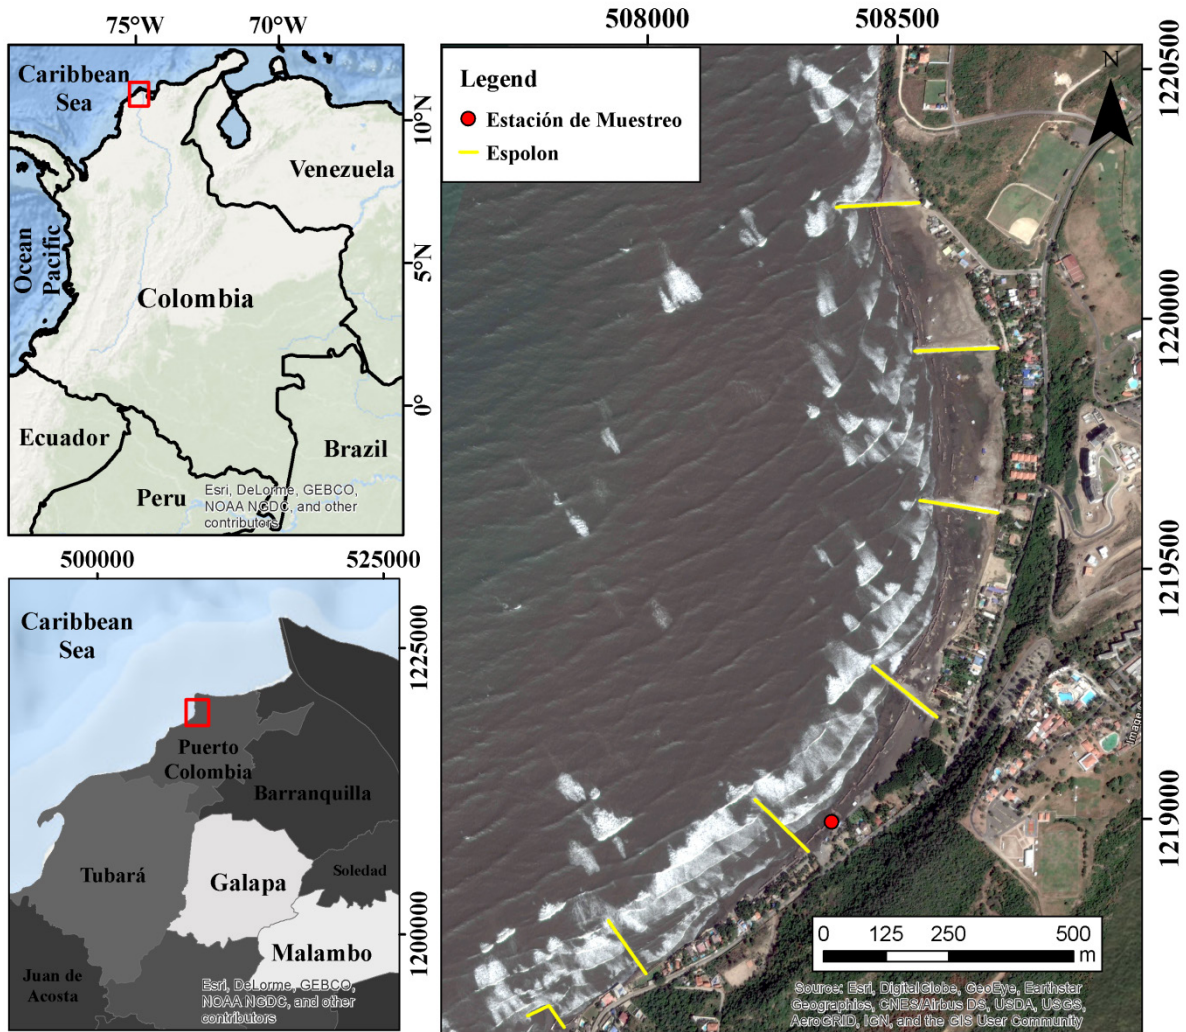 75°W
70°W
Caribbean
Sea
10°N
Venezuela
Ocean
Pacific
5°N
Colombia
0°
Ecuador
Brazil
Peru
Esri, DeLorme, GEBCO,
NOAA NGDC, and other
contributors
500000
525000
Caribbean
Sea
1225000
Puerto
Colombia
Barranquilla
Tubará
Galapa
Soledad
Malambo
1200000
Juan de
Acosta
Esri, DeLorme, GEBCO,
NOAA NGDC, and other
contributors
508000
508500
1220500
Legend
Estación de Muestreo
Espolon
N
1220000
1219500
Image
1219000
0 125 250 500
m
Source: Esri, DigitalGlobe, GeoEye, Earthstar
Geographics, CNES/Airbus DS, USDA, USGS,
AeroGRID, IGN, and the GIS User Community